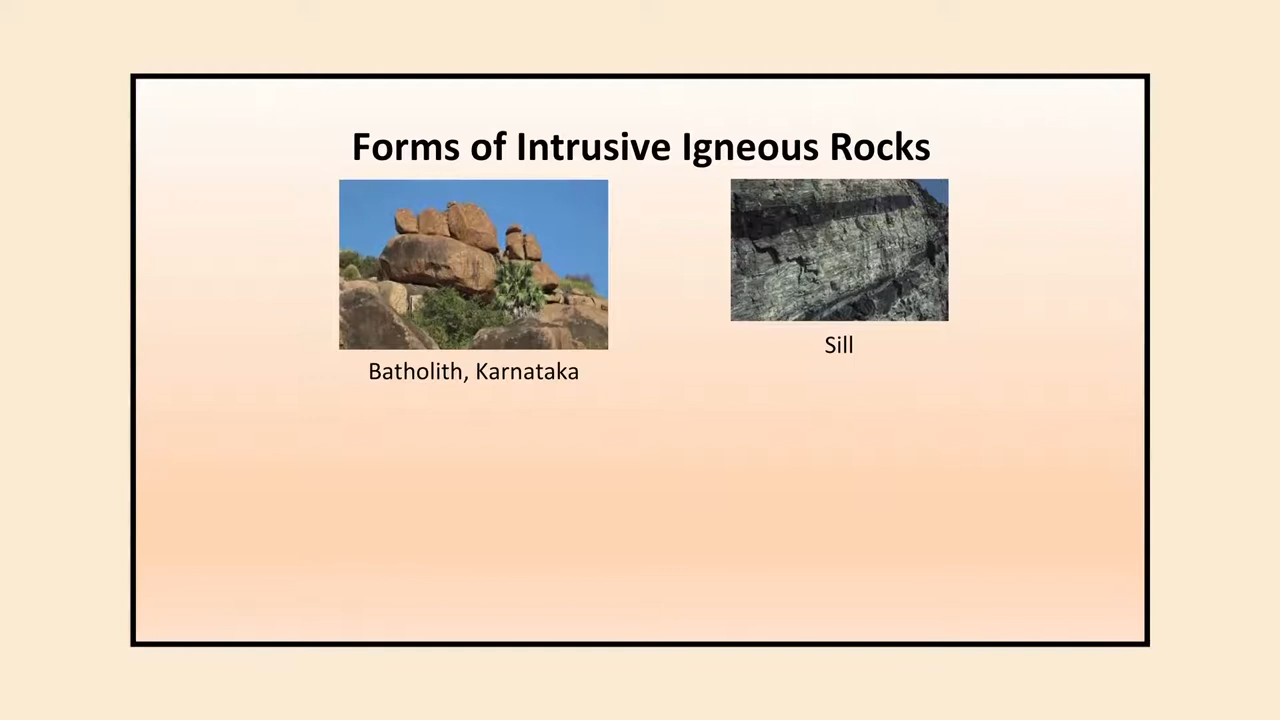 Forms of Intrusive Igneous Rocks
Batholith, Karnataka
Sill